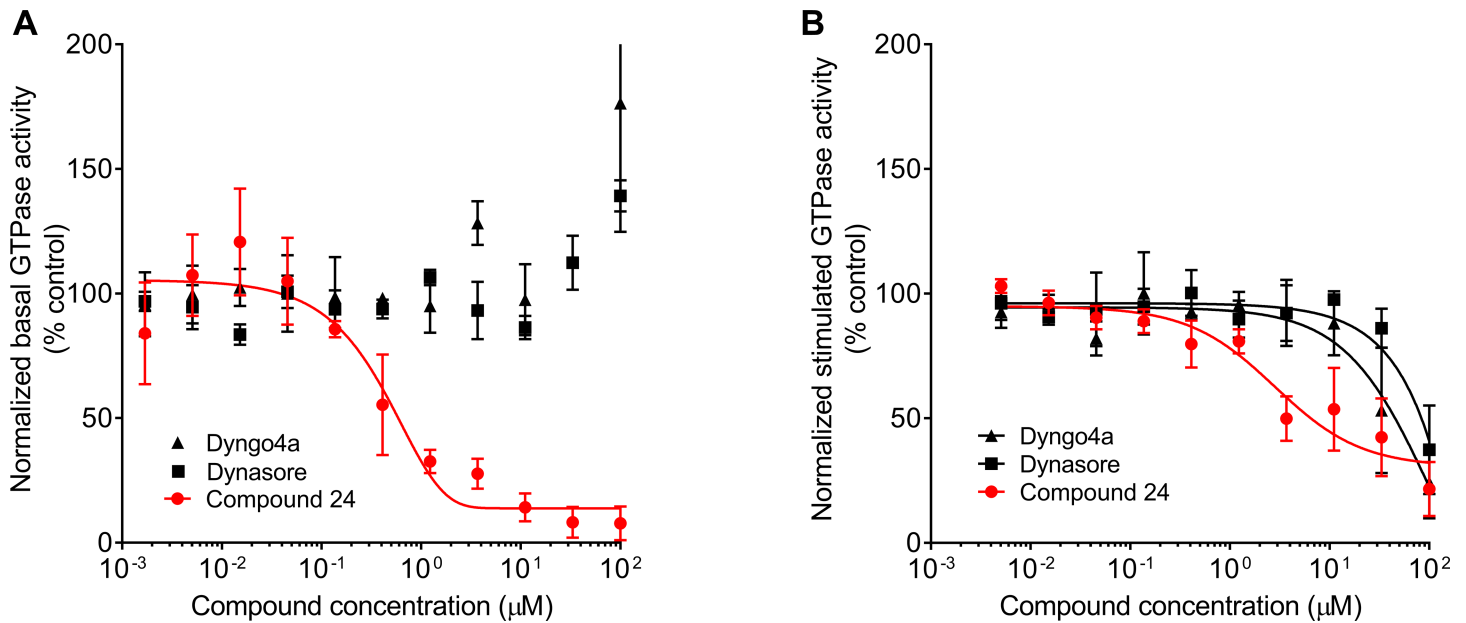 A
Normalized basal GTPase activity
(% control)
200
150
100
50
0
Dyngo4a
Dynasore
Compound 24
10-3
10-2
10-1
100
101
102
Compound concentration (μM)
B
Normalized stimulated GTPase activity
(% control)
200
150
100
50
0
Dyngo4a
Dynasore
Compound 24
10-3
10-2
10-1
100
101
102
Compound concentration (μM)